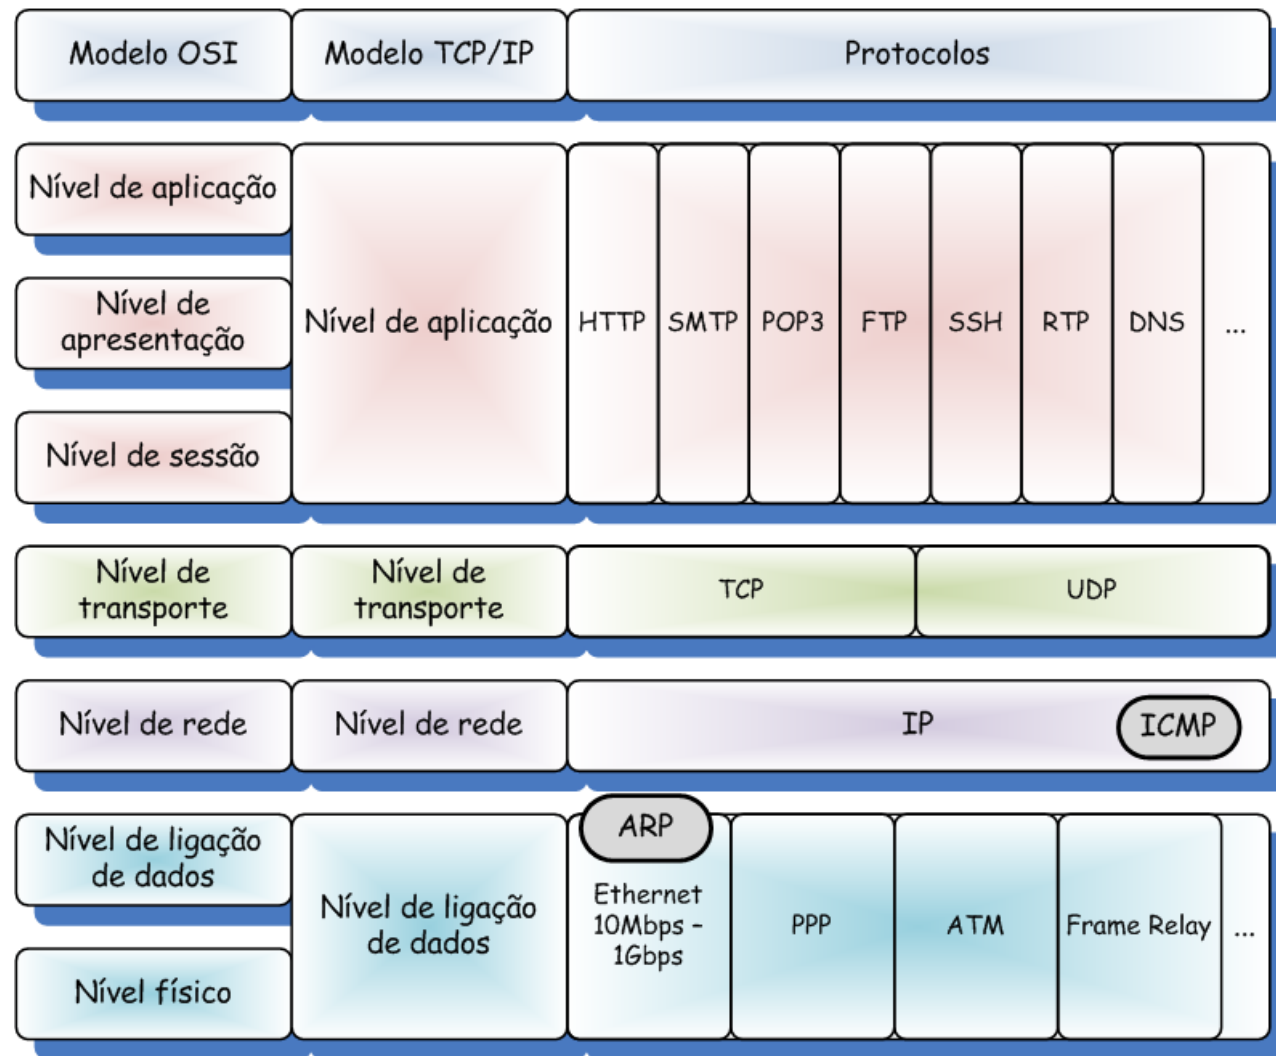 Modelo OSI
Modelo TCP/IP
Protocolos
Nível de aplicação
Nível de
apresentação
Nível de sessão
Nível de aplicação
HTTP
SMTP
POP3
FTP
SSH
RTP
DNS
...
Nível de
transporte
Nível de
transporte
TCP
UDP
Nível de rede
Nível de rede
IP
ICMP
Nível de ligação
de dados
Nível físico
Nível de ligação
de dados
ARP
Ethernet
10Mbps –
1Gbps
PPP
ATM
Frame Relay
...